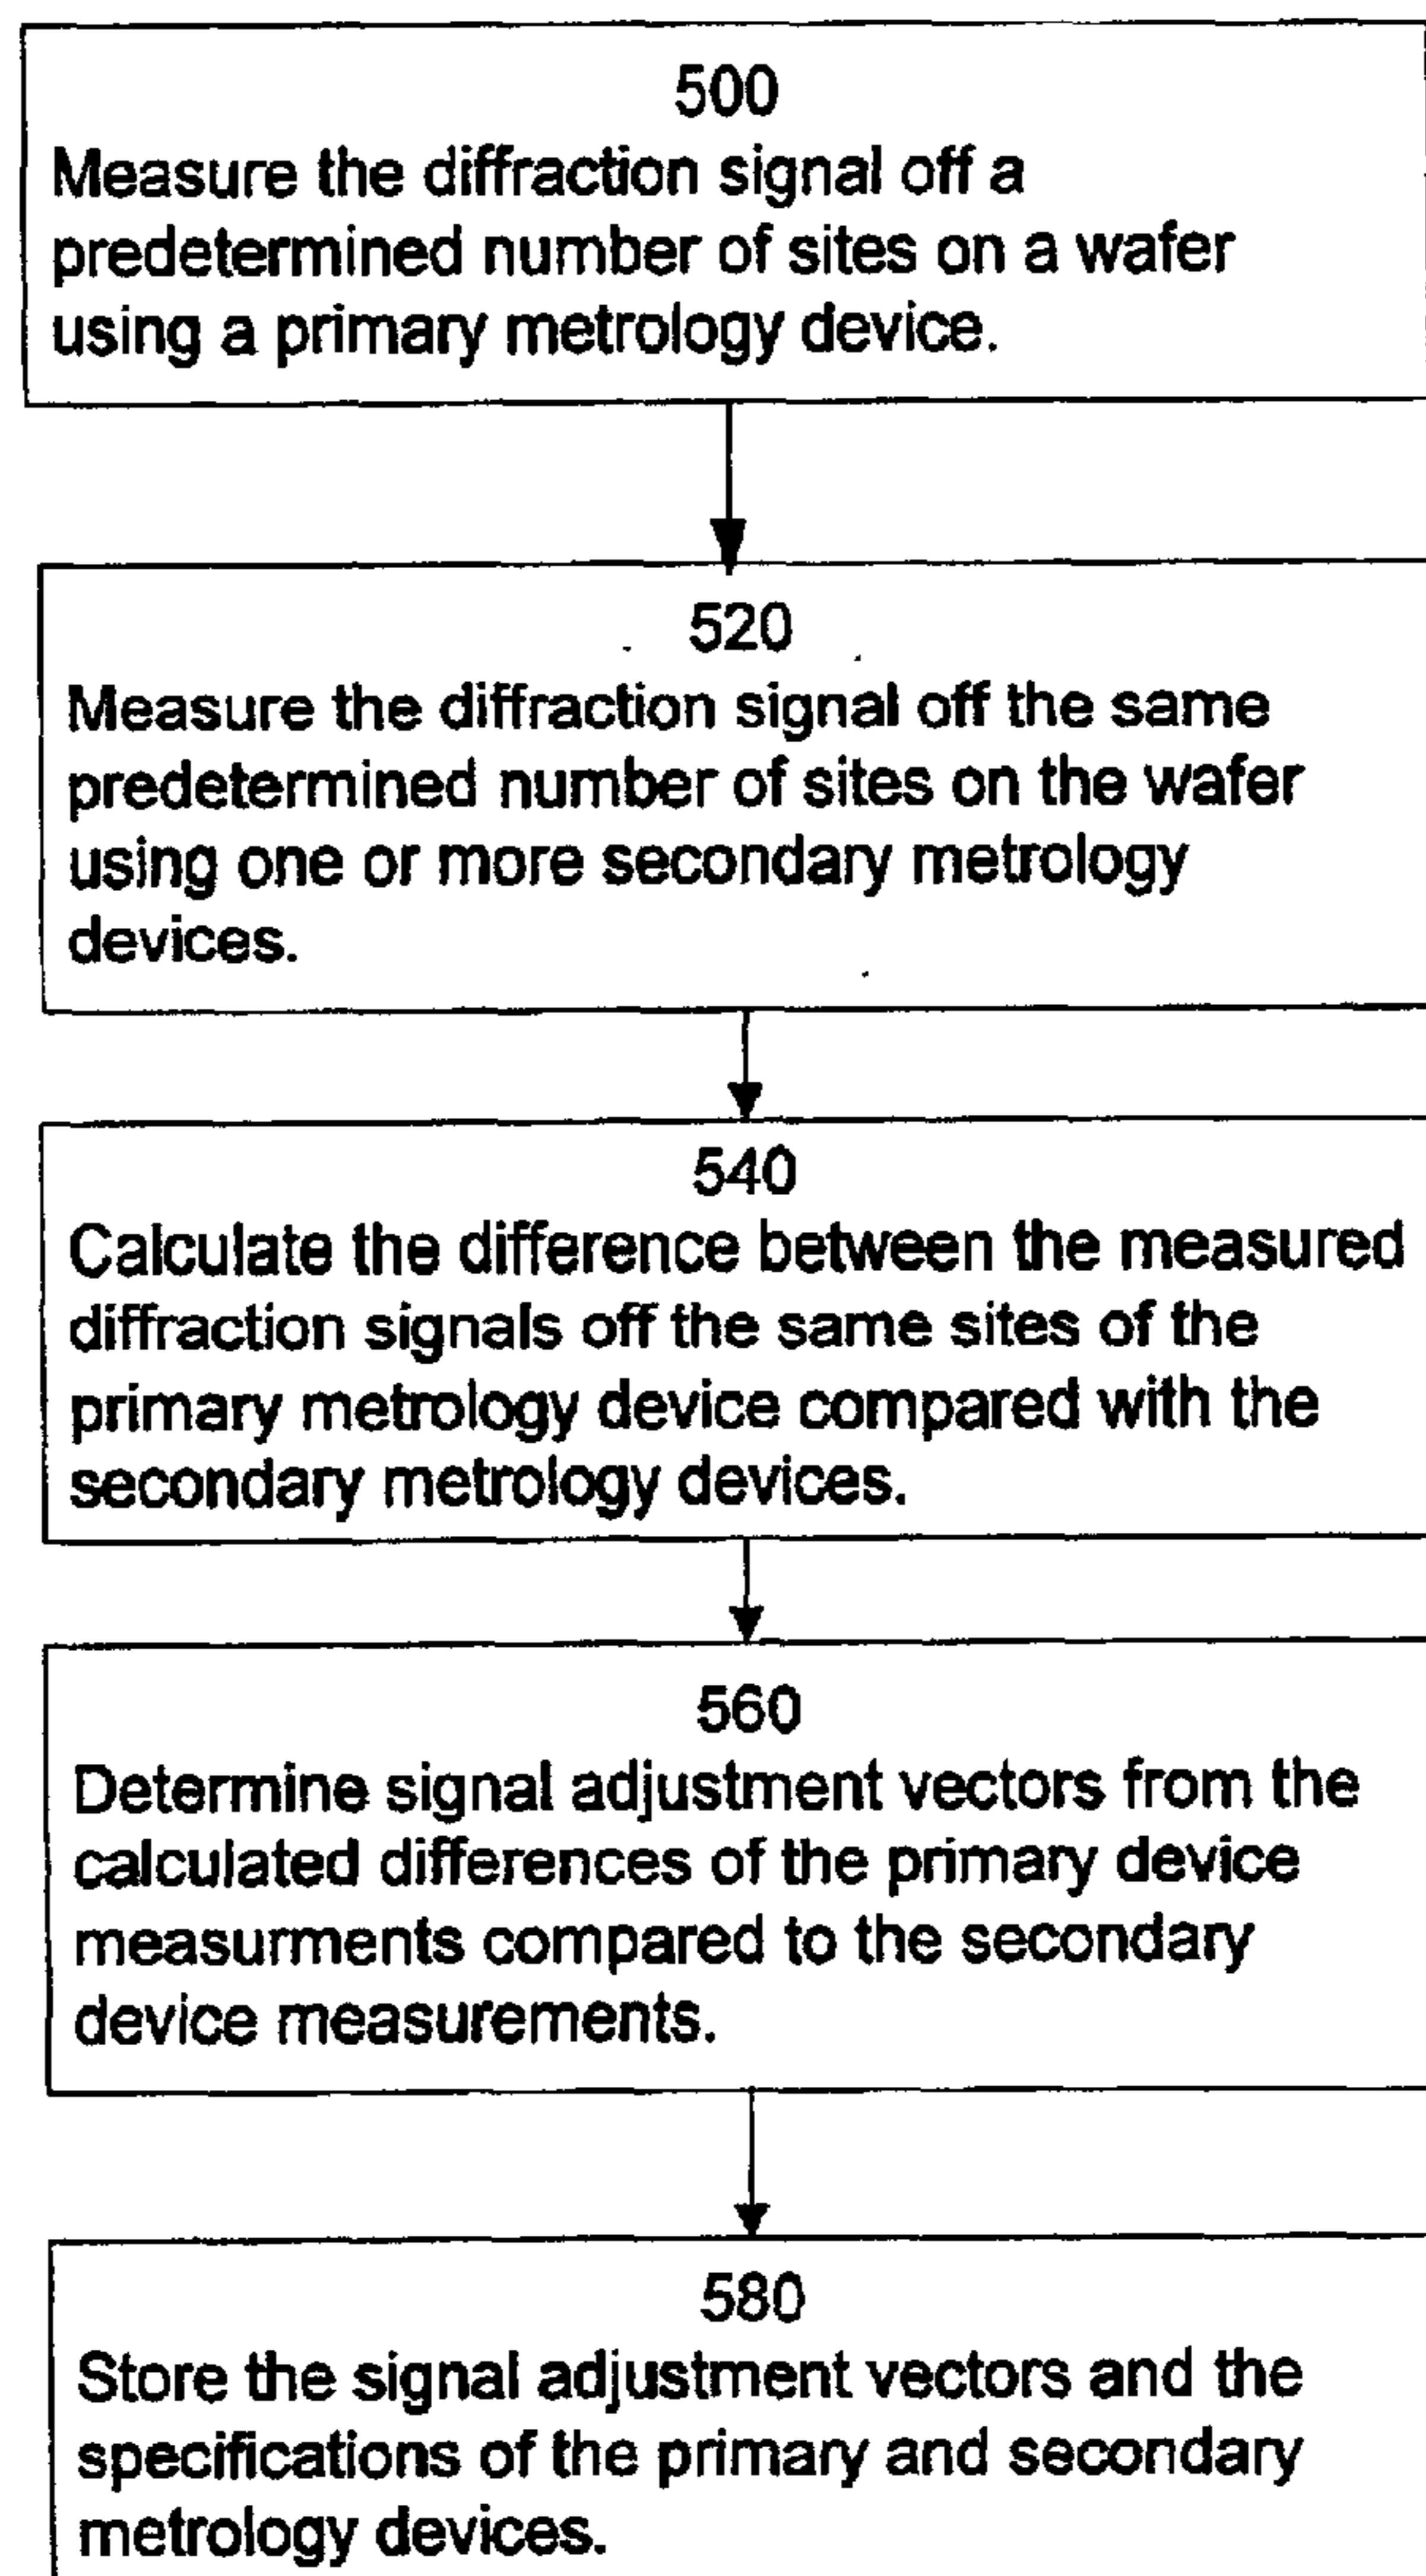 500
Measure the diffraction signal off a
predetermined number of sites on a wafer
using a primary metrology device.
520
Measure the diffraction signal off the same
predetermined number of sites on the wafer
using one or more secondary metrology
devices.
540
Calculate the difference between the measured
diffraction signals off the same sites of the
primary metrology device compared with the
secondary metrology devices.
560
Determine signal adjustment vectors from the
calculated differences of the primary device
measurments compared to the secondary
device measurements.
580
Store the signal adjustment vectors and the
specifications of the primary and secondary
metrology devices.